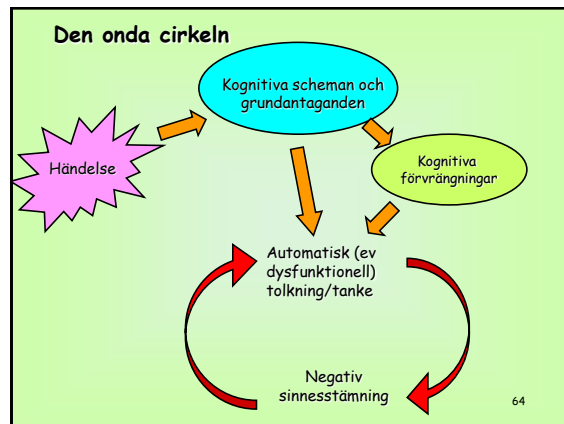 Den onda cirkeln
Kognitiva scheman och
grundantaganden
Händelse
Kognitiva
förvrängningar
Automatisk (ev
dysfunktionell)
tolkning/tanke
Negativ
sinnesstämning
64